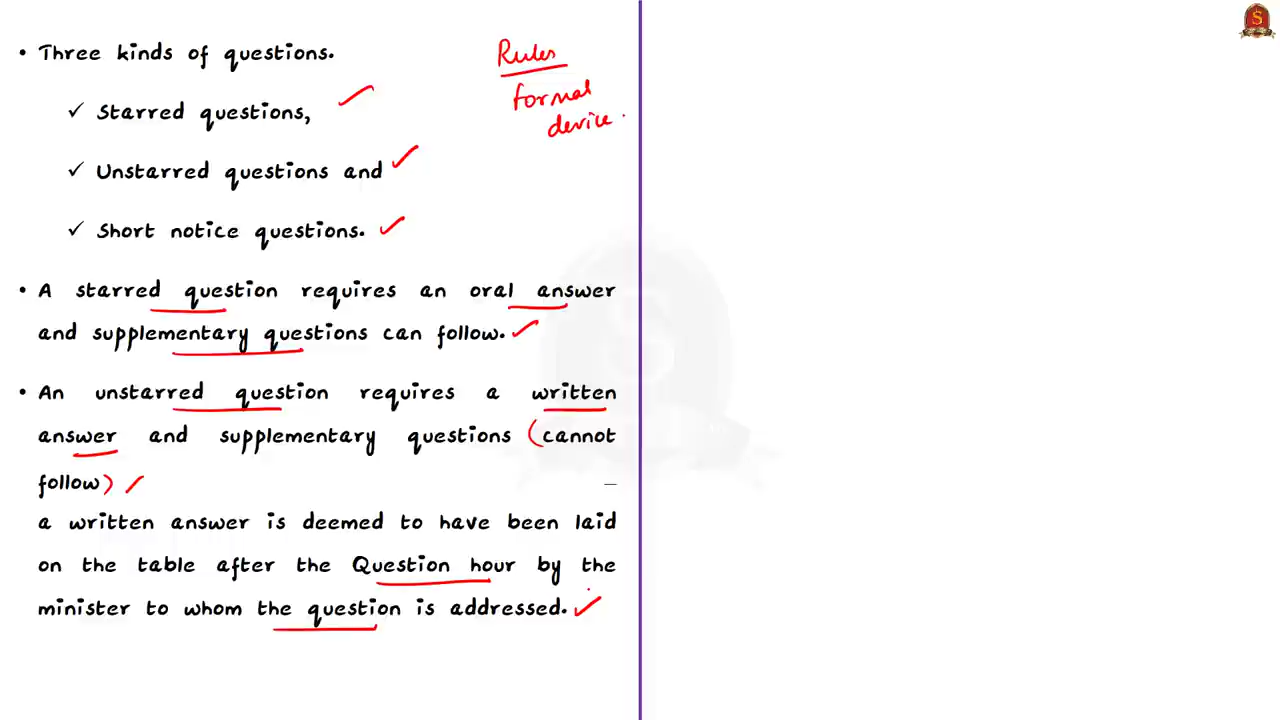 • Three kinds of questions.
Rules
✓ Starred questions,
formal
device.
✓ Unstarred questions and
✓ Short notice questions.
• A starred question requires an oral answer
and supplementary questions can follow.
• An unstarred question requires a written
answer and supplementary questions (cannot
follow)
a written answer is deemed to have been laid
on the table after the Question hour by the
minister to whom the question is addressed.
S